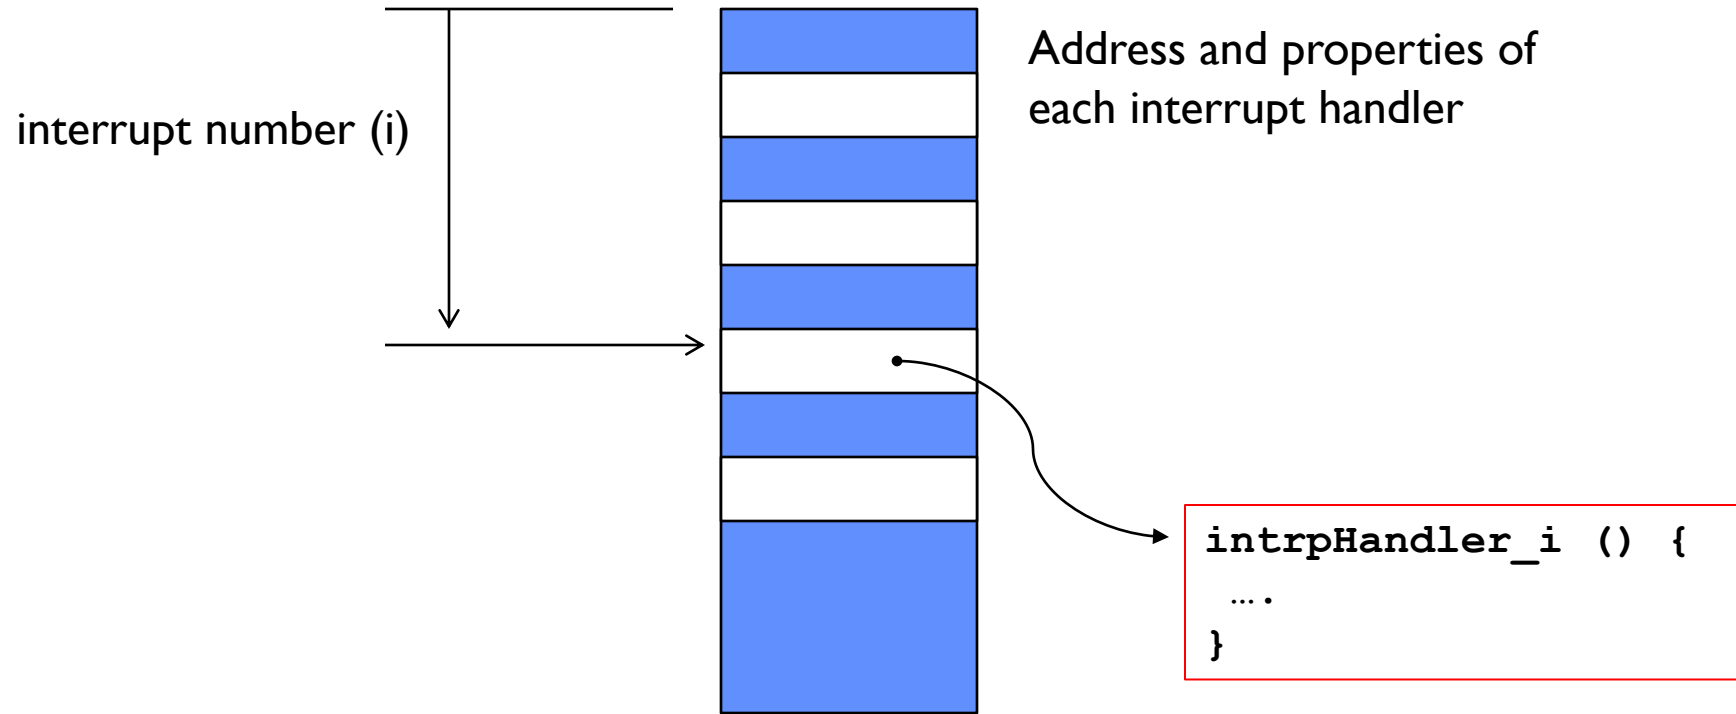 Address and properties of
each interrupt handler
interrupt number (i)
intrpHandler_i () {
….
}